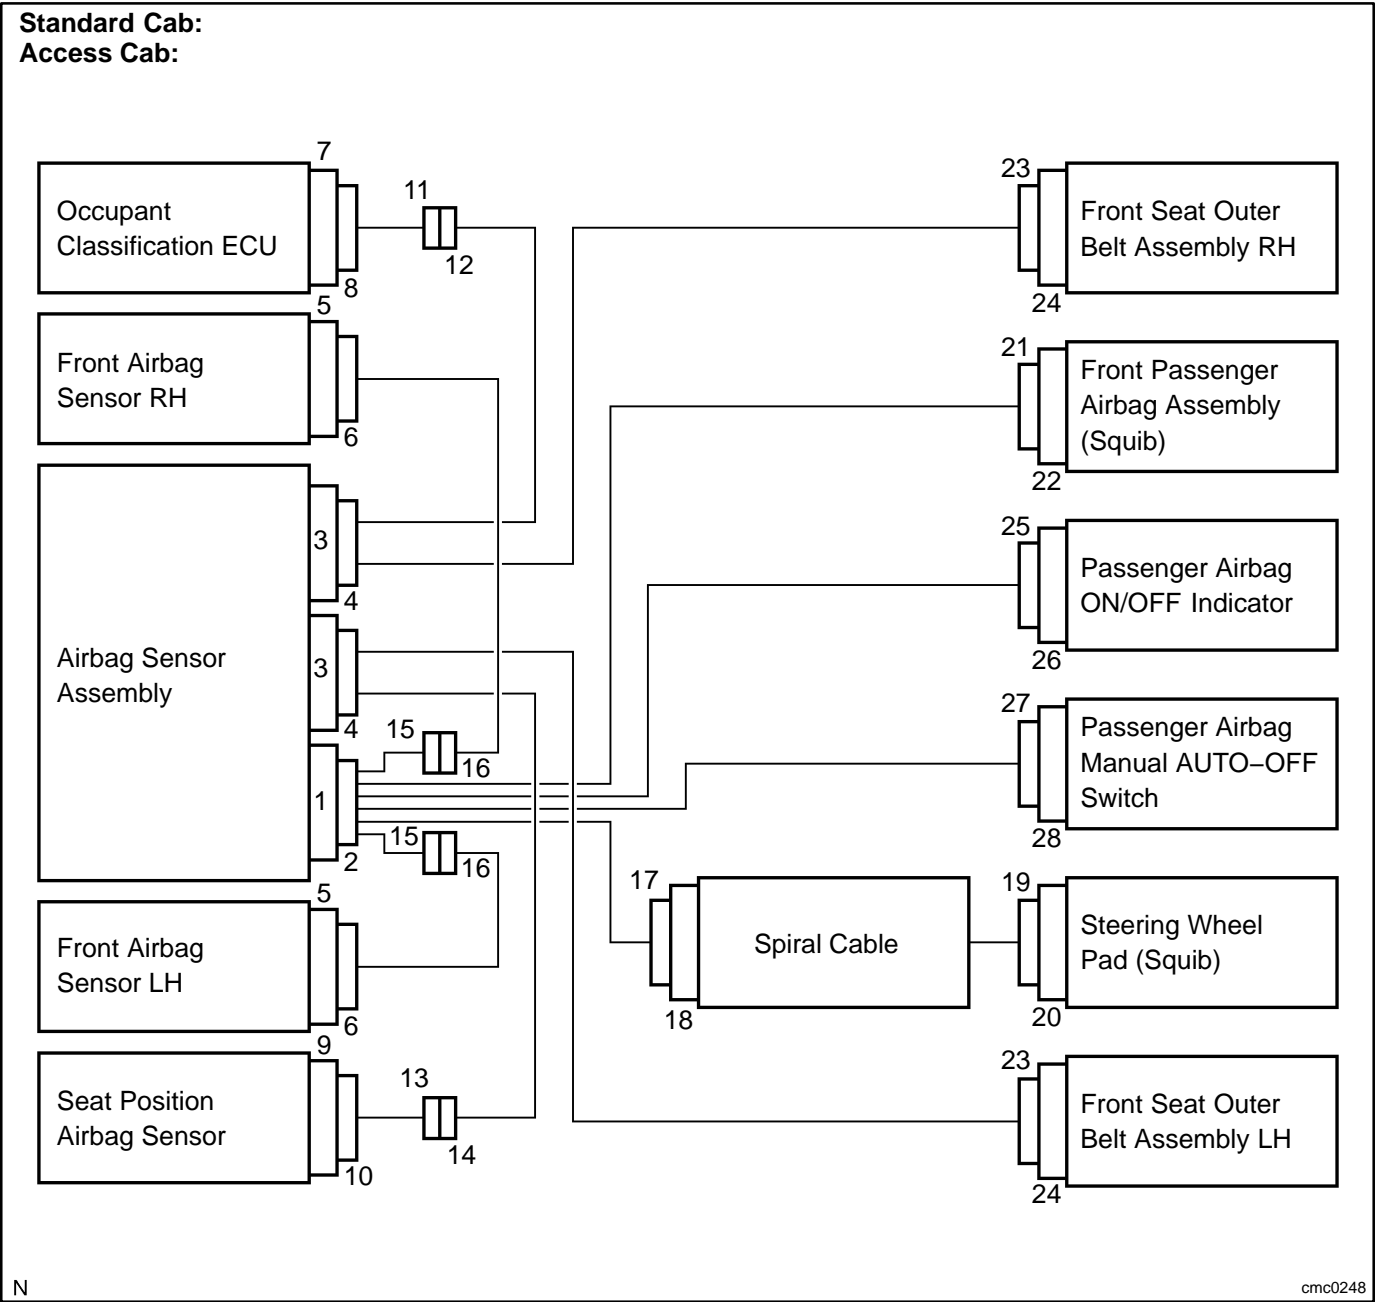 Standard Cab:
Access Cab:
7
Occupant
Classification ECU
8
11
12
5
Front Airbag
Sensor RH
6
Airbag Sensor
Assembly
3
4
3
4
1
2
15
16
15
16
5
Front Airbag
Sensor LH
6
9
Seat Position
Airbag Sensor
10
13
14
23
Front Seat Outer
Belt Assembly RH
24
21
Front Passenger
Airbag Assembly
(Squib)
22
25
Passenger Airbag
ON/OFF Indicator
26
27
Passenger Airbag
Manual AUTO−OFF
Switch
28
17
Spiral Cable
18
19
Steering Wheel
Pad (Squib)
20
23
Front Seat Outer
Belt Assembly LH
24
N
cmc0248